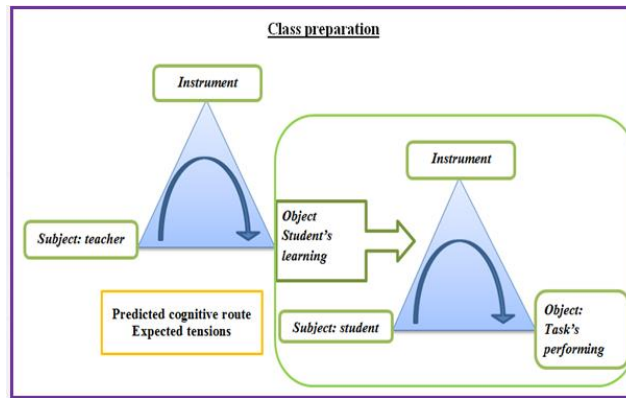 Class preparation
Instrument
Instrument
Object
Student's
learning
Subject: teacher
Predicted cognitive route
Expected tensions
Subject: student
Object:
Task's
performing